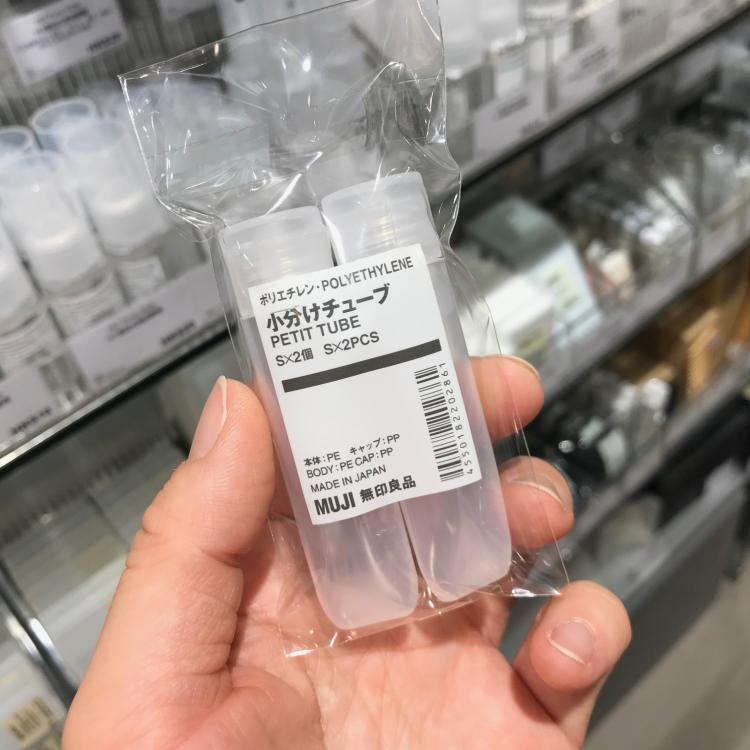 ポリエチレン・POLYETHYLENE
小分けチューブ
PETIT TUBE
S×2個 S×2PCS
4550182202861
本体:PE キャップ:PP
BODY:PE CAP:PP
MADE IN JAPAN
MUJI 無印良品